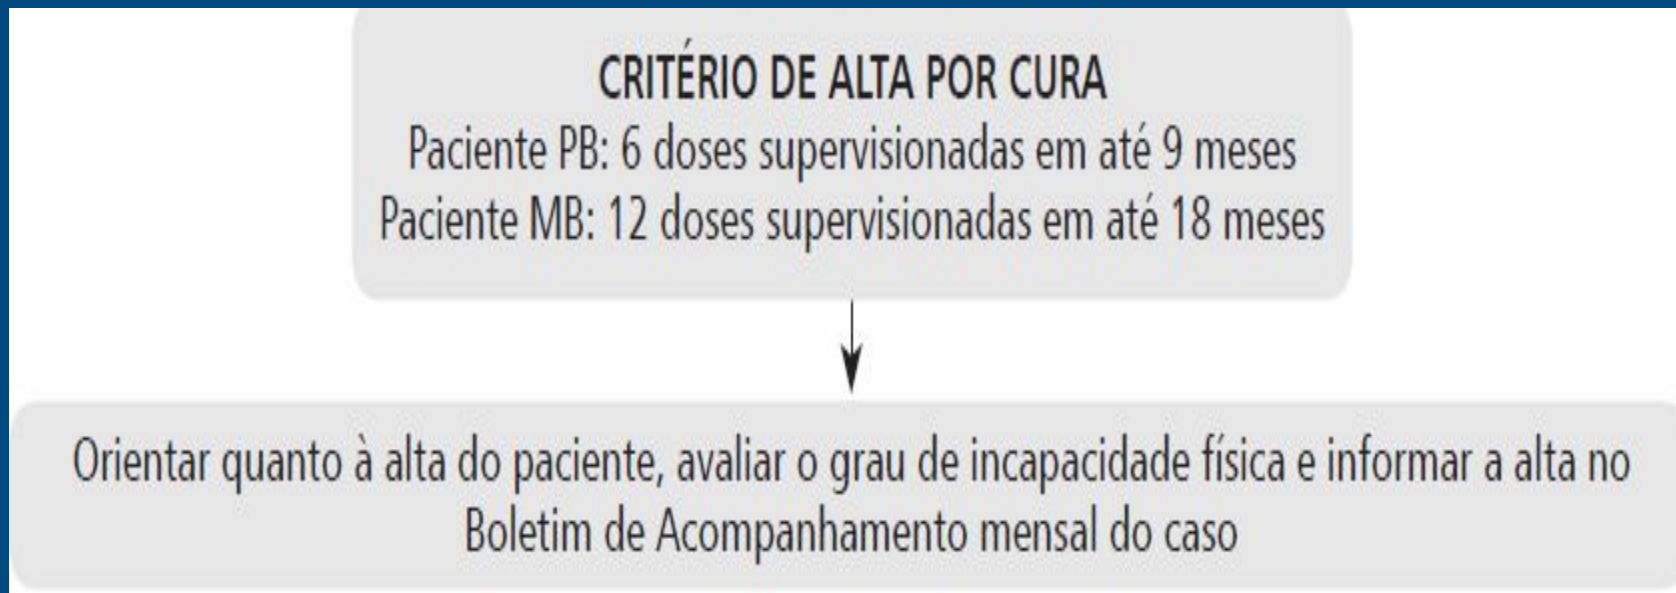 CRITÉRIO DE ALTA POR CURA
Paciente PB: 6 doses supervisionadas em até 9 meses
Paciente MB: 12 doses supervisionadas em até 18 meses
Orientar quanto à alta do paciente, avaliar o grau de incapacidade física e informar a alta no
Boletim de Acompanhamento mensal do caso